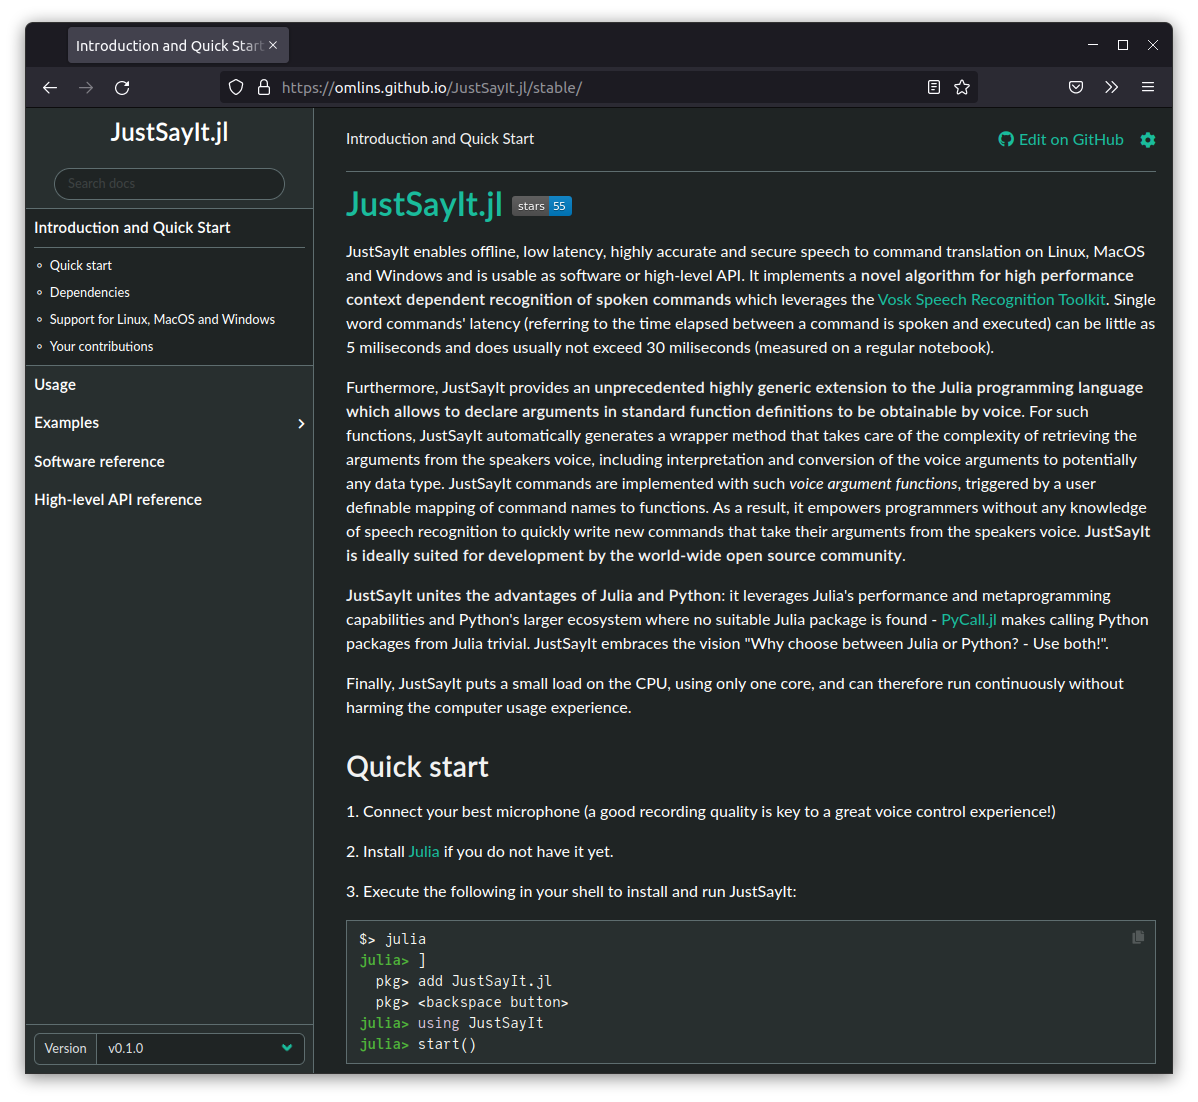 Introduction and Quick Start
https://omlins.github.io/JustSayIt.jl/stable/
JustSayIt.jl
Search docs
Introduction and Quick Start
Quick start
Dependencies
Support for Linux, MacOS and Windows
Your contributions
Usage
Examples
Software reference
High-level API reference
Version v0.1.0
Introduction and Quick Start
Edit on GitHub
JustSayIt.jl stars 55
JustSayIt enables offline, low latency, highly accurate and secure speech to command translation on Linux, MacOS
and Windows and is usable as software or high-level API. It implements a novel algorithm for high performance
context dependent recognition of spoken commands which leverages the Vosk Speech Recognition Toolkit. Single
word commands' latency (referring to the time elapsed between a command is spoken and executed) can be little as
5 miliseconds and does usually not exceed 30 miliseconds (measured on a regular notebook).
Furthermore, JustSayIt provides an unprecedented highly generic extension to the Julia programming language
which allows to declare arguments in standard function definitions to be obtainable by voice. For such
functions, JustSayIt automatically generates a wrapper method that takes care of the complexity of retrieving the
arguments from the speakers voice, including interpretation and conversion of the voice arguments to potentially
any data type. JustSayIt commands are implemented with such voice argument functions, triggered by a user
definable mapping of command names to functions. As a result, it empowers programmers without any knowledge
of speech recognition to quickly write new commands that take their arguments from the speakers voice. JustSayIt
is ideally suited for development by the world-wide open source community.
JustSayIt unites the advantages of Julia and Python: it leverages Julia's performance and metaprogramming
capabilities and Python's larger ecosystem where no suitable Julia package is found - PyCall.jl makes calling Python
packages from Julia trivial. JustSayIt embraces the vision "Why choose between Julia or Python? - Use both!".
Finally, JustSayIt puts a small load on the CPU, using only one core, and can therefore run continuously without
harming the computer usage experience.
Quick start
1. Connect your best microphone (a good recording quality is key to a great voice control experience!)
2. Install Julia if you do not have it yet.
3. Execute the following in your shell to install and run JustSayIt:
$> julia
julia> ]
pkg> add JustSayIt.jl
pkg> <backspace button>
julia> using JustSayIt
julia> start()